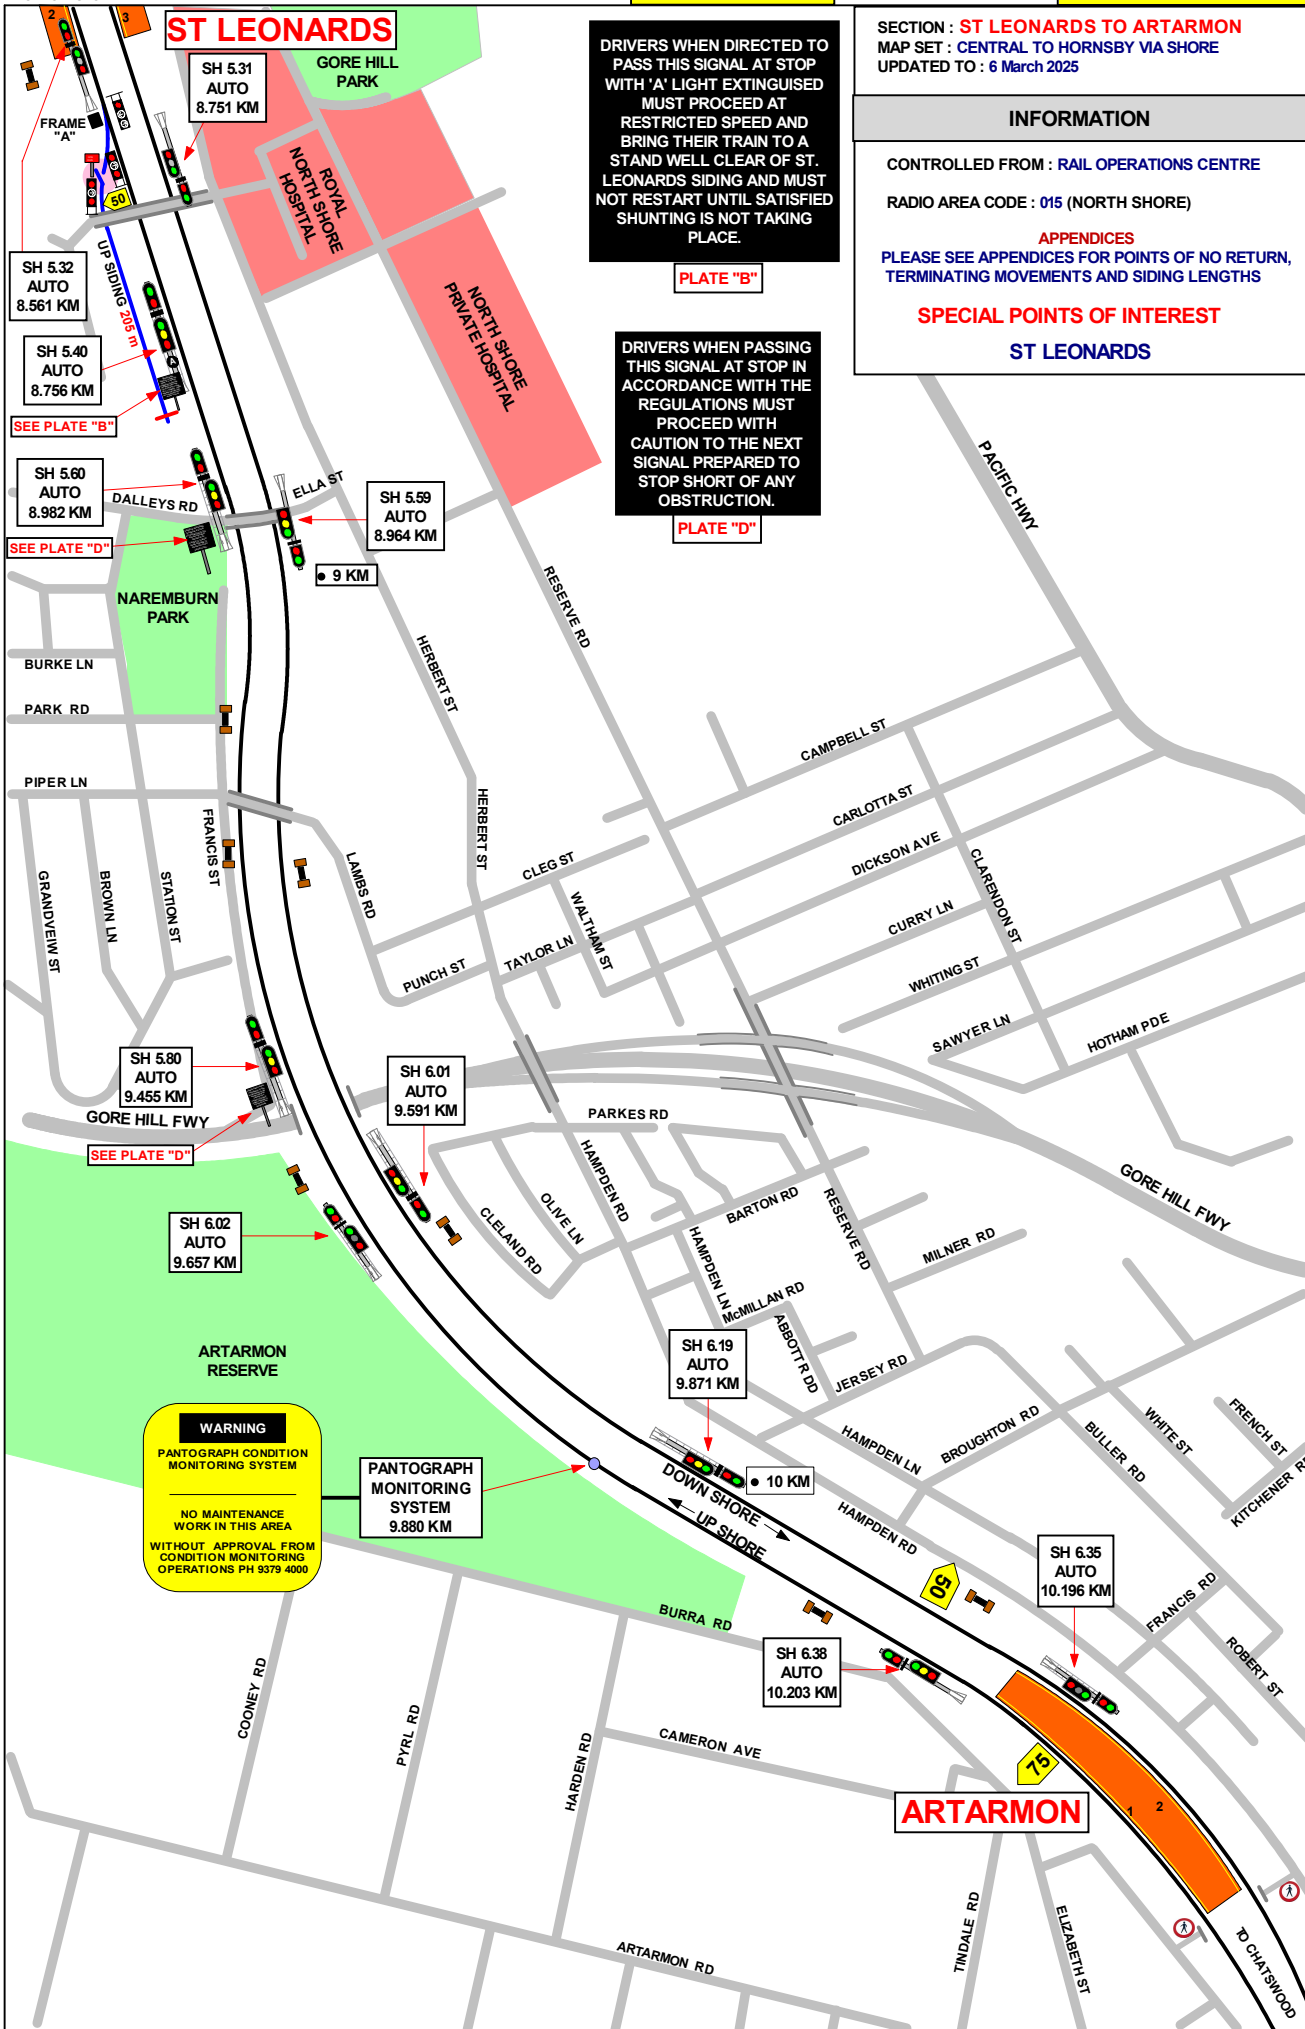 SECTION : ST LEONARDS TO ARTARMON
MAP SET : CENTRAL TO HORNSBY VIA SHORE
UPDATED TO : 6 March 2025
INFORMATION
CONTROLLED FROM : RAIL OPERATIONS CENTRE
RADIO AREA CODE : 015 (NORTH SHORE)
APPENDICES
PLEASE SEE APPENDICES FOR POINTS OF NO RETURN,
TERMINATING MOVEMENTS AND SIDING LENGTHS
SPECIAL POINTS OF INTEREST
ST LEONARDS
DRIVERS WHEN DIRECTED TO
PASS THIS SIGNAL AT STOP
WITH 'A' LIGHT EXTINGUISED
MUST PROCEED AT
RESTRICTED SPEED AND
BRING THEIR TRAIN TO A
STAND WELL CLEAR OF ST.
LEONARDS SIDING AND MUST
NOT RESTART UNTIL SATISFIED
SHUNTING IS NOT TAKING
PLACE.
PLATE "B"
DRIVERS WHEN PASSING
THIS SIGNAL AT STOP IN
ACCORDANCE WITH THE
REGULATIONS MUST
PROCEED WITH
CAUTION TO THE NEXT
SIGNAL PREPARED TO
STOP SHORT OF ANY
OBSTRUCTION.
PLATE "D"
2
3
ST LEONARDS
GORE HILL
PARK
SH 5.31
AUTO
8.751 KM
FRAME
"A"
50
ROYAL
NORTH SHORE
HOSPITAL
NORTH SHORE
PRIVATE HOSPITAL
SH 5.32
AUTO
8.561 KM
UP SIDING 205 m
SH 5.40
AUTO
8.756 KM
A
SEE PLATE "B"
SH 5.60
AUTO
8.982 KM
DALLEYS RD
ELLA ST
SH 5.59
AUTO
8.964 KM
SEE PLATE "D"
9 KM
PACIFIC HWY
NAREMBURN
PARK
RESERVE RD
HERBERT ST
BURKE LN
PARK RD
PIPER LN
CAMPBELL ST
CARLOTTA ST
DICKSON AVE
HERBERT ST
FRANCIS ST
LAMBS RD
CLEG ST
GRANDVEIW ST
BROWN LN
STATION ST
WALTHAM ST
CURRY LN
CLARENDON ST
TAYLOR LN
PUNCH ST
WHITING ST
SAWYER LN
HOTHAM PDE
SH 5.80
AUTO
9.455 KM
SH 6.01
AUTO
9.591 KM
GORE HILL FWY
SEE PLATE "D"
PARKES RD
HAMPDEN RD
GORE HILL FWY
SH 6.02
AUTO
9.657 KM
CLELAND RD
OLIVE LN
BARTON RD
RESERVE RD
HAMPDEN LN
MILNER RD
McMILLAN RD
ABBOTT R DD
ARTARMON
RESERVE
SH 6.19
AUTO
9.871 KM
JERSEY RD
WARNING
PANTOGRAPH CONDITION
MONITORING SYSTEM
NO MAINTENANCE
WORK IN THIS AREA
WITHOUT APPROVAL FROM
CONDITION MONITORING
OPERATIONS PH 9379 4000
PANTOGRAPH
MONITORING
SYSTEM
9.880 KM
HAMPDEN LN
BROUGHTON RD
BULLER RD
WHITE ST
FRENCH ST
KITCHENER R
DOWN SHORE
UP SHORE
10 KM
HAMPDEN RD
50
SH 6.35
AUTO
10.196 KM
FRANCIS RD
ROBERT ST
BURRA RD
SH 6.38
AUTO
10.203 KM
COONEY RD
PYRL RD
HARDEN RD
CAMERON AVE
75
1
2
ARTARMON
ARTARMON RD
TINDALE RD
ELIZABETH ST
TO CHATSWOOD